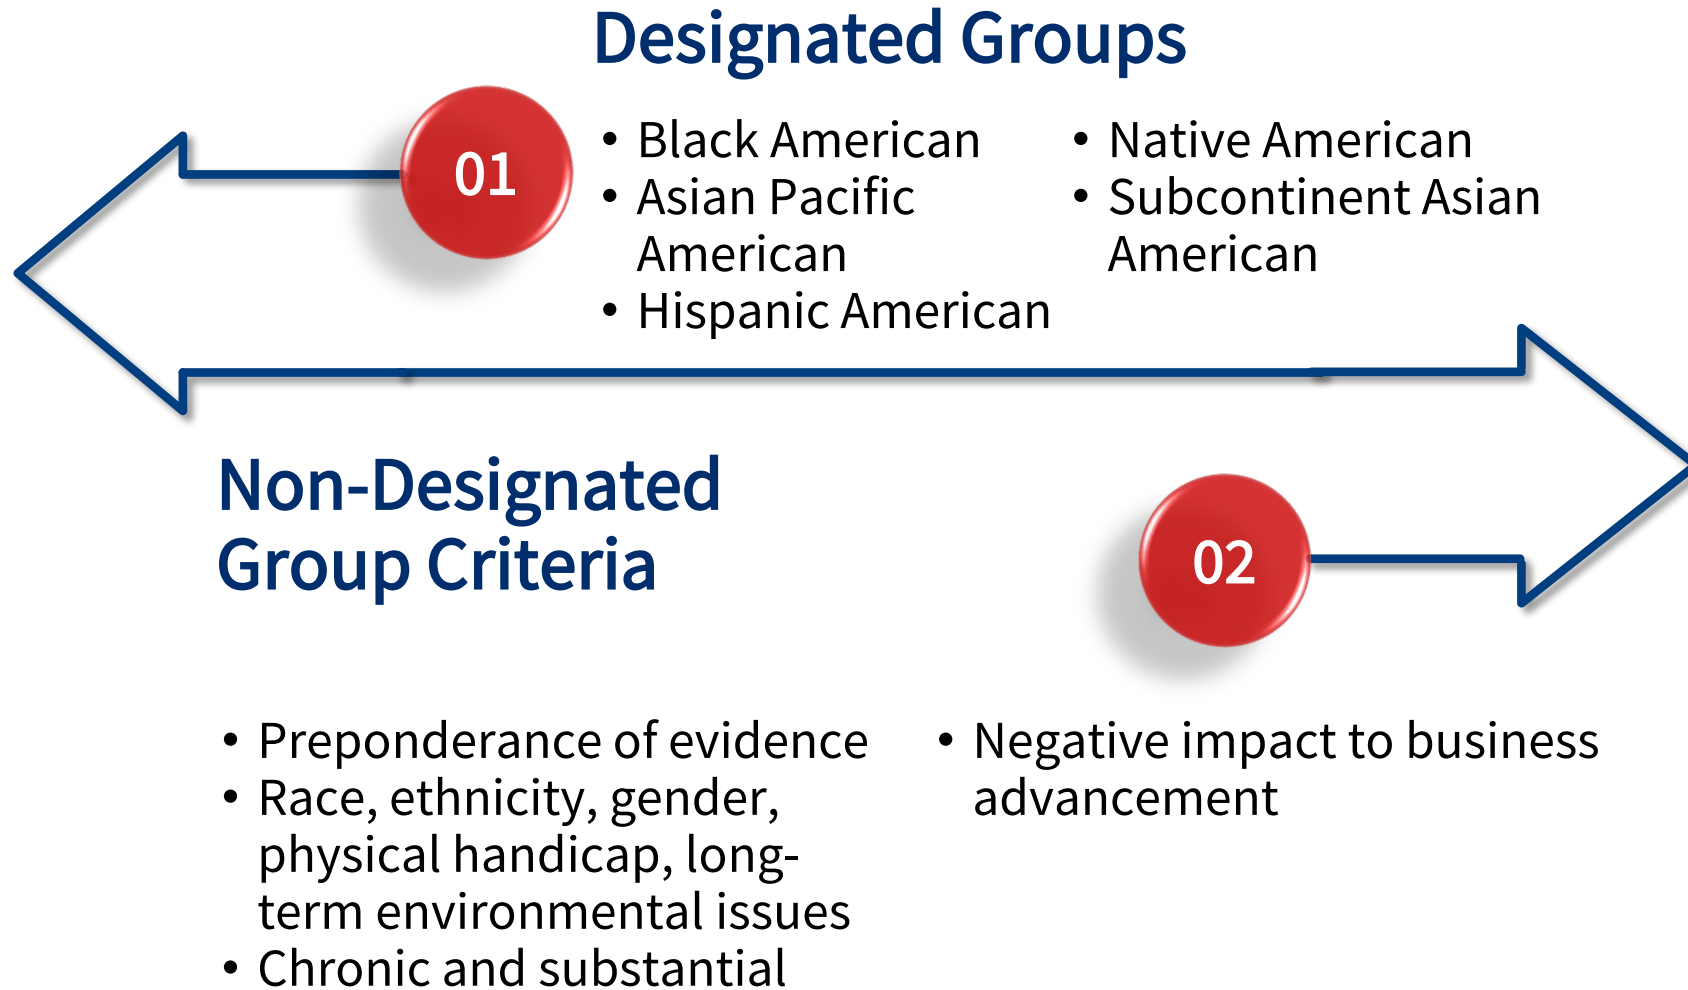 Designated Groups
01
• Black American
• Asian Pacific
American
• Hispanic American
• Native American
• Subcontinent Asian
American
Non-Designated
Group Criteria
02
• Preponderance of evidence
• Race, ethnicity, gender,
physical handicap, long-
term environmental issues
• Chronic and substantial
• Negative impact to business
advancement